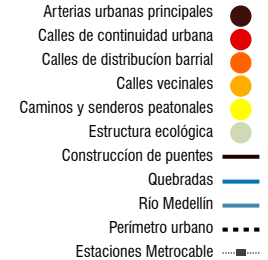 Arterias urbanas principales
Calles de continuidad urbana
Calles de distribucíon barrial
Calles vecinales
Caminos y senderos peatonales
Estructura ecológica
Construccíon de puentes
Quebradas
Río Medellín
Perímetro urbano
Estaciones Metrocable